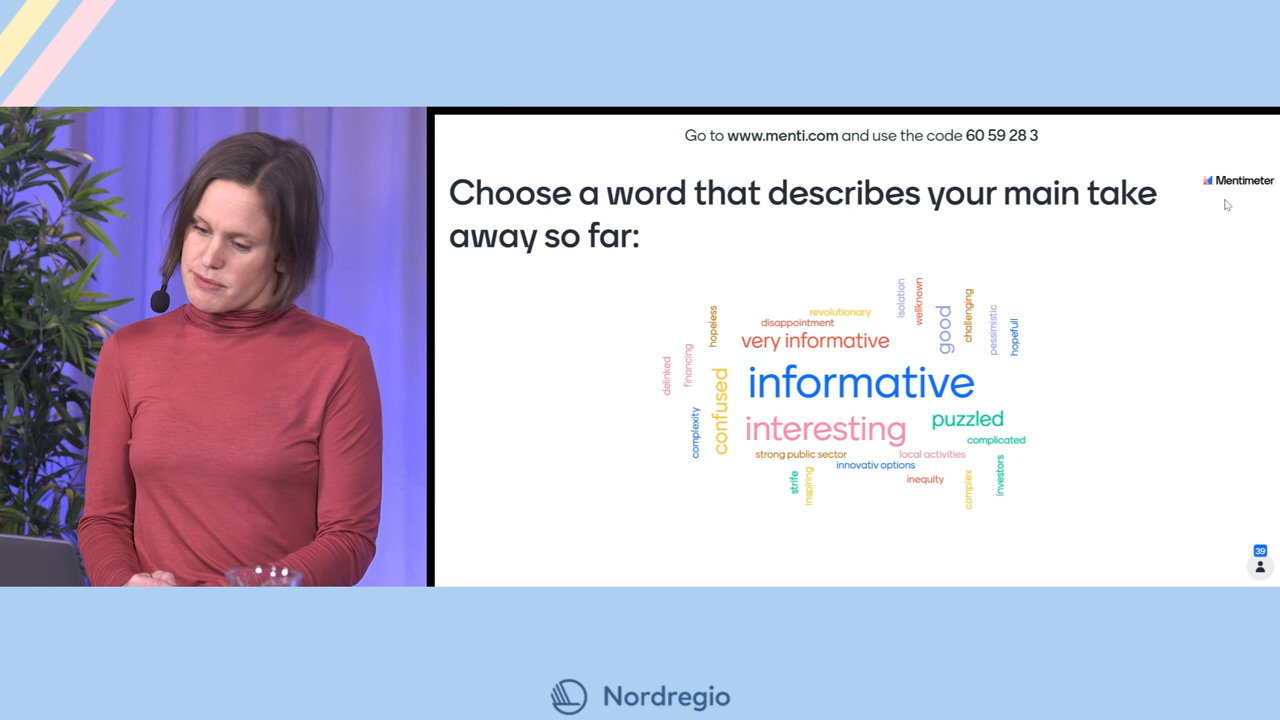 Go to www.menti.com and use the code 60 59 28 3
Mentimeter
Choose a word that describes your main take
away so far:
isolation
wellknown
revolutionary
challenging
hopeless
disappointment
good
pessimistic
hopefull
very informative
delinked
financing
confused
informative
complexity
interesting
puzzled
complicated
strong public sector
local activities
innovativ options
investors
strife
inspiring
inequity
complex
39
Nordregio